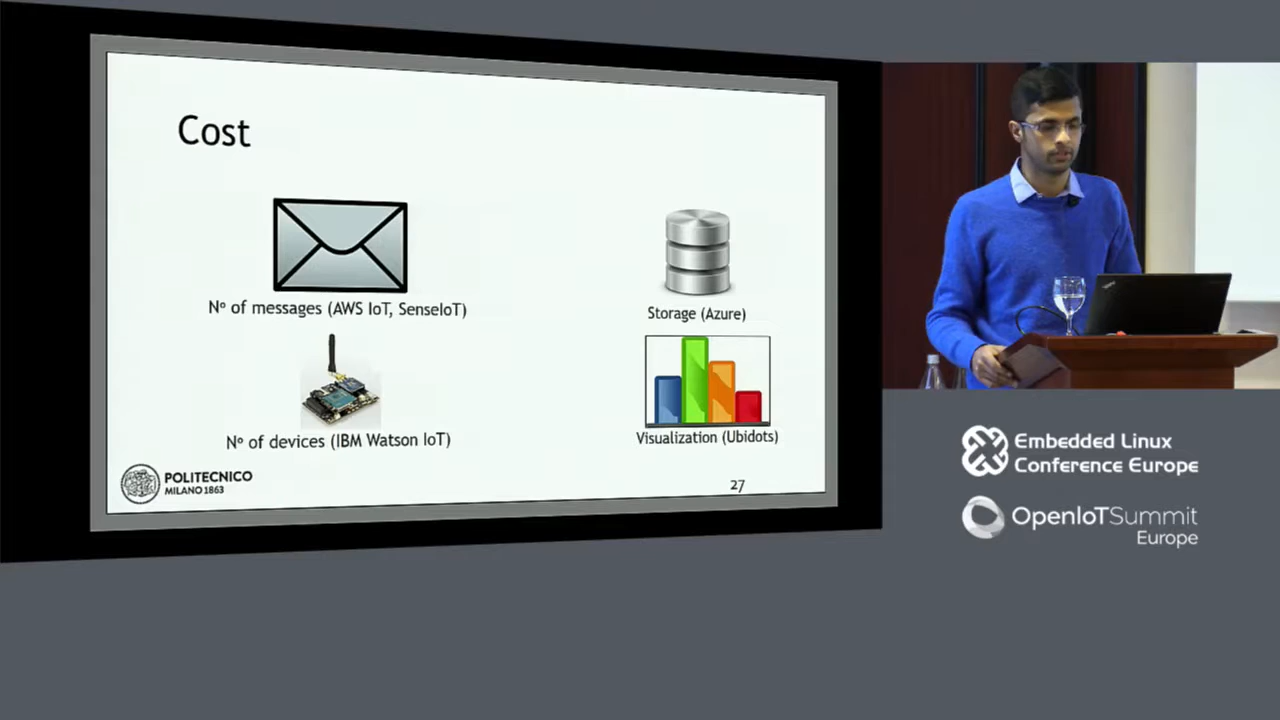 Cost
Nº of messages (AWS IoT, SenseIoT)
Storage (Azure)
Nº of devices (IBM Watson IoT)
Visualization (Ubidots)
POLITECNICO
MILANO 1863
27
Embedded Linux
Conference Europe
OpenIoTSummit
Europe